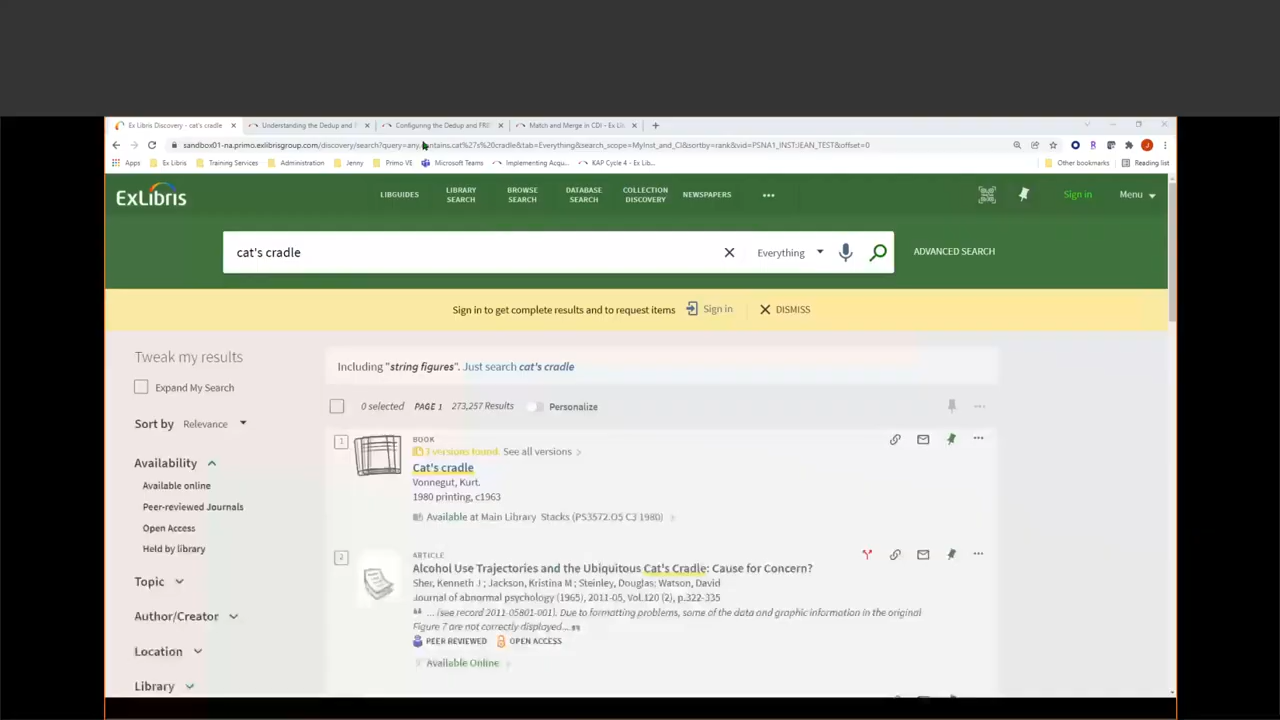 Ex Libris Discovery - cat's cradle
Understanding the Dedup and F
Configuring the Dedup and FRB
Match and Merge in CDI - Ex Lib
sandbox01-na.primo.exlibrisgroup.com/discovery/search?query=any,contains,cat%27s%20cradle&tab=Everything&search_scope=MyInst_and_CI&sortby=rank&vid=PSNA1_INST:JEAN_TEST&offset=0
Apps Ex Libris Training Services Administration Jenny Primo VE Microsoft Teams Implementing Acqu... KAP Cycle 4 - Ex Lib... Other bookmarks Reading list
ExLibris
LIBGUIDES
LIBRARY SEARCH
BROWSE SEARCH
DATABASE SEARCH
COLLECTION DISCOVERY
NEWSPAPERS
Sign in
Menu
cat's cradle
Everything
ADVANCED SEARCH
Sign in to get complete results and to request items Sign in DISMISS
Tweak my results
Expand My Search
Sort by Relevance
Availability
Available online
Peer-reviewed Journals
Open Access
Held by library
Topic
Author/Creator
Location
Library
Including "string figures". Just search cat's cradle
0 selected PAGE 1 273,257 Results Personalize
1
BOOK
3 versions found. See all versions
Cat's cradle
Vonnegut, Kurt.
1980 printing, c1963
Available at Main Library Stacks (PS3572.O5 C3 1980)
2
ARTICLE
Alcohol Use Trajectories and the Ubiquitous Cat's Cradle: Cause for Concern?
Sher, Kenneth J ; Jackson, Kristina M ; Steinley, Douglas; Watson, David
Journal of abnormal psychology (1965), 2011-05, Vol.120 (2), p.322-335
... (see record 2011-05801-001). Due to formatting problems, some of the data and graphic information in the original
Figure 7 are not correctly displayed....
PEER REVIEWED OPEN ACCESS
Available Online